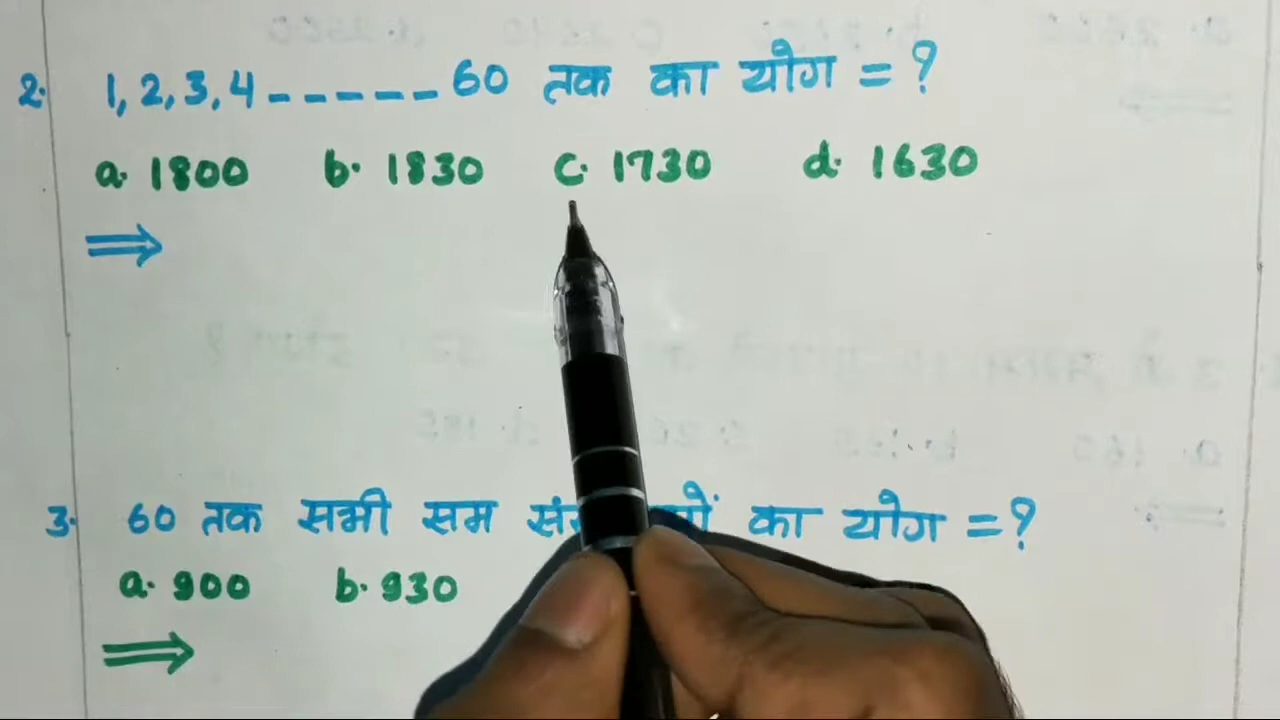 2. 1, 2, 3, 4 ------ 60 तक का योग = ?
a. 1800 b. 1830 c. 1730 d. 1630
⇒
3. 60 तक सभी सम का योग = ?
a. 900 b. 930
⇒